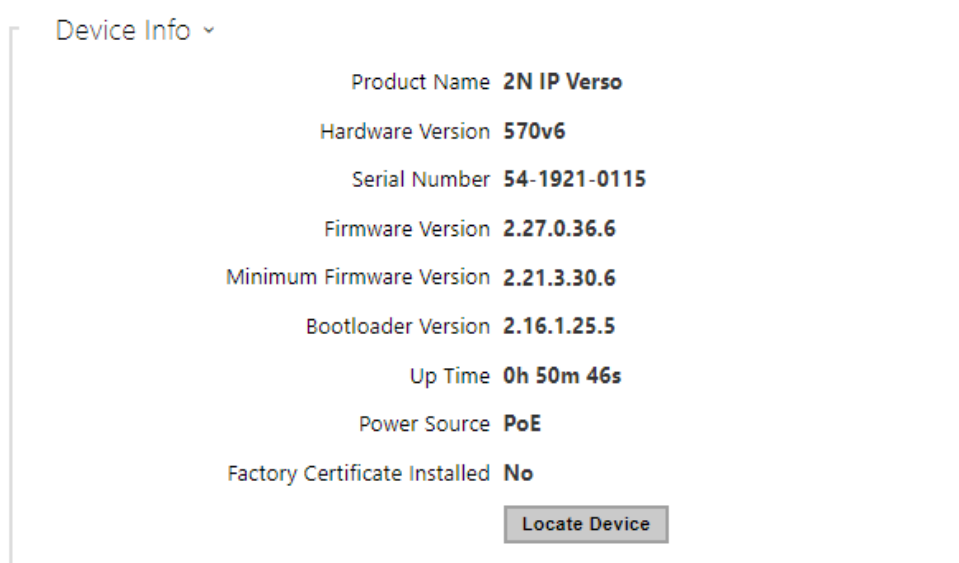 Device Info
Product Name 2N IP Verso
Hardware Version 570v6
Serial Number 54-1921-0115
Firmware Version 2.27.0.36.6
Minimum Firmware Version 2.21.3.30.6
Bootloader Version 2.16.1.25.5
Up Time 0h 50m 46s
Power Source PoE
Factory Certificate Installed No
Locate Device